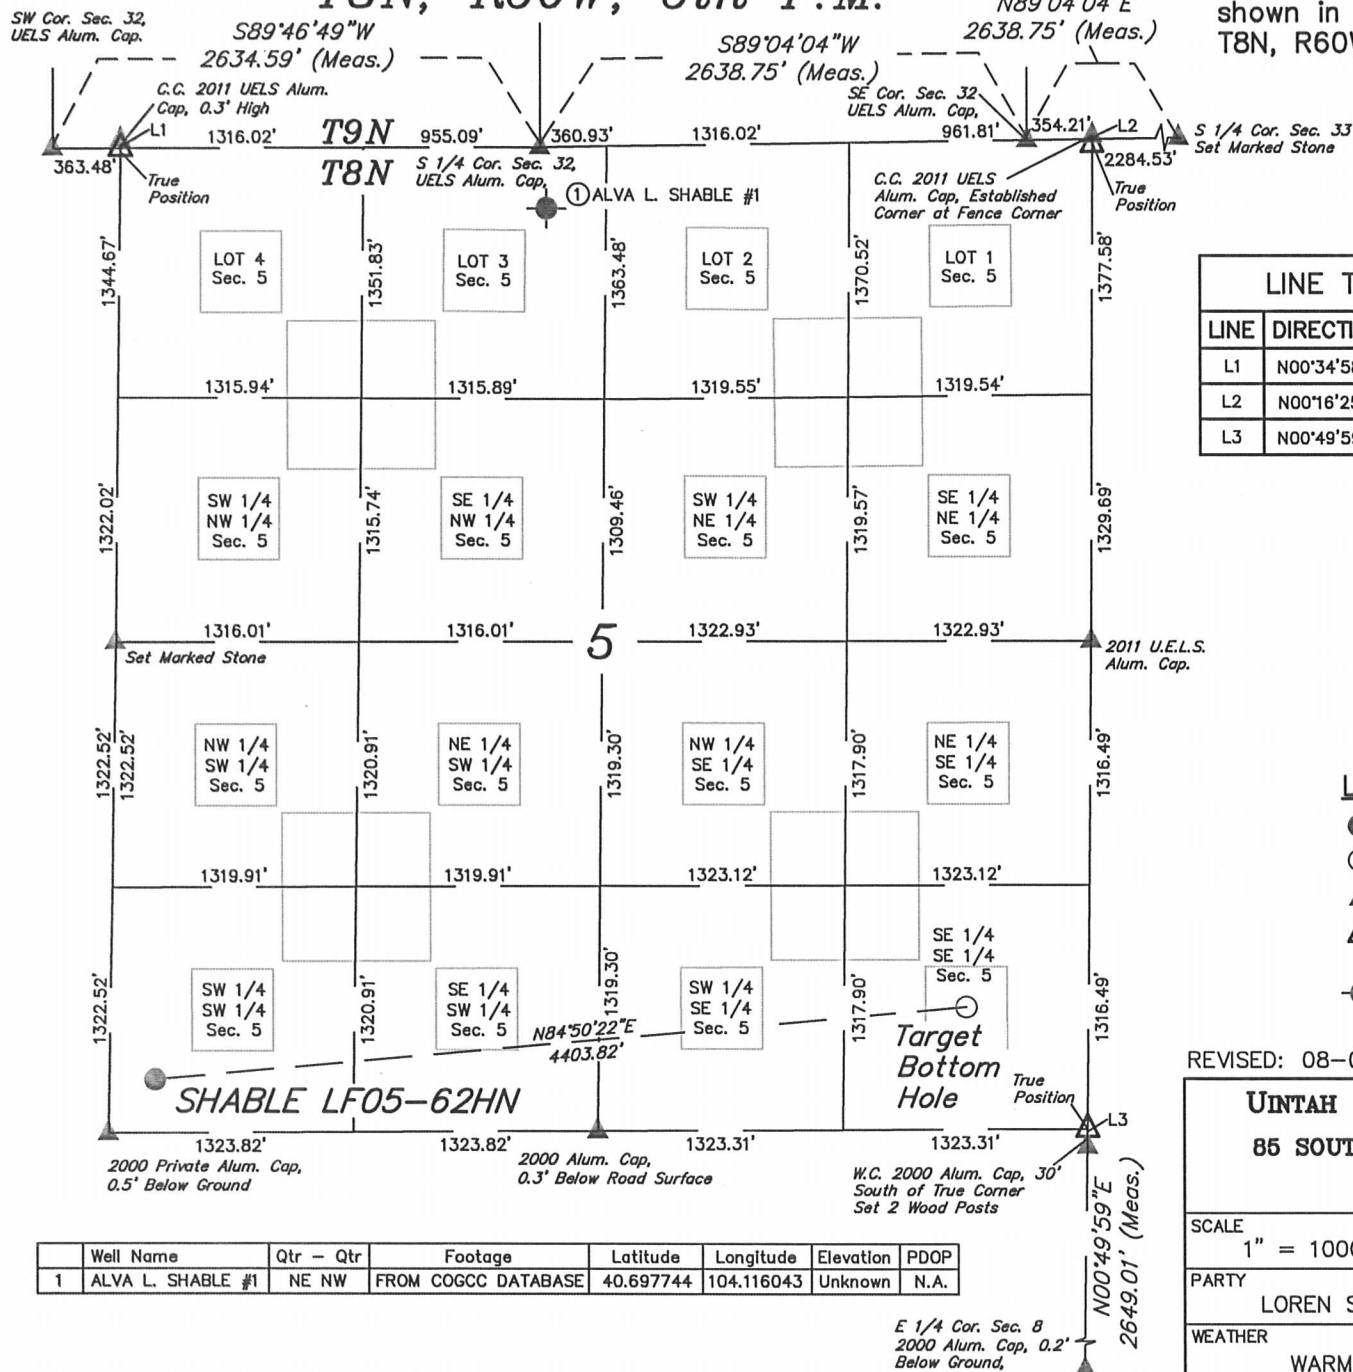 T8N, R60W, 6th P.M.
SW Cor. Sec. 32,
UELS Alum. Cap.
S89°46'49"W
2634.59' (Meas.)
S89°04'04"W
2638.75' (Meas.)
N89°04'04"E
2638.75' (Meas.)
shown in
T8N, R60W
C.C. 2011 UELS Alum.
Cap, 0.3' High
L1
363.48'
True
Position
1316.02'
T9N
T8N
955.09'
360.93'
S 1/4 Cor. Sec. 32,
UELS Alum. Cap,
1316.02'
SE Cor. Sec. 32
UELS Alum. Cap,
961.81'
354.21'
L2
2284.53'
S 1/4 Cor. Sec. 33
Set Marked Stone
C.C. 2011 UELS
Alum. Cap, Established
Corner at Fence Corner
True
Position
1 ALVA L. SHABLE #1
1344.67'
LOT 4
Sec. 5
1351.83'
LOT 3
Sec. 5
1363.48'
LOT 2
Sec. 5
1370.52'
LOT 1
Sec. 5
1377.58'
LINE
LINE
L1 N00°34'5
L2 N00°16'25
L3 N00°49'5
1315.94'
1315.89'
1319.55'
1319.54'
1322.02'
SW 1/4
NW 1/4
Sec. 5
1315.74'
SE 1/4
NW 1/4
Sec. 5
1309.46'
SW 1/4
NE 1/4
Sec. 5
1319.57'
SE 1/4
NE 1/4
Sec. 5
1329.69'
1316.01'
1316.01'
5
1322.93'
1322.93'
Set Marked Stone
2011 U.E.L.S.
Alum. Cap.
1322.52'
1322.52'
NW 1/4
SW 1/4
Sec. 5
1320.91'
NE 1/4
SW 1/4
Sec. 5
1319.30'
NW 1/4
SE 1/4
Sec. 5
1317.90'
NE 1/4
SE 1/4
Sec. 5
1316.49'
1319.91'
1319.91'
1323.12'
1323.12'
1322.52'
SW 1/4
SW 1/4
Sec. 5
1320.91'
SE 1/4
SW 1/4
Sec. 5
1319.30'
SW 1/4
SE 1/4
Sec. 5
1317.90'
SE 1/4
SE 1/4
Sec. 5
1316.49'
N84°50'22"E
4403.82'
SHABLE LF05-62HN
Target
Bottom
Hole
True
Position
L3
REVISED: 08-0
1323.82'
1323.82'
1323.31'
1323.31'
2000 Private Alum. Cap,
0.5' Below Ground
2000 Alum. Cap,
0.3' Below Road Surface
W.C. 2000 Alum. Cap, 30'
South of True Corner
Set 2 Wood Posts
N00°49'59"E
2649.01' (Meas.)
UINTAH
85 SOUT
SCALE
1" = 1000
PARTY
LOREN S
WEATHER
WARM
Well Name Qtr - Qtr Footage Latitude Longitude Elevation PDOP
1 ALVA L. SHABLE #1 NE NW FROM COGCC DATABASE 40.697744 104.116043 Unknown N.A.
E 1/4 Cor. Sec. 8
2000 Alum. Cap, 0.2'
Below Ground,